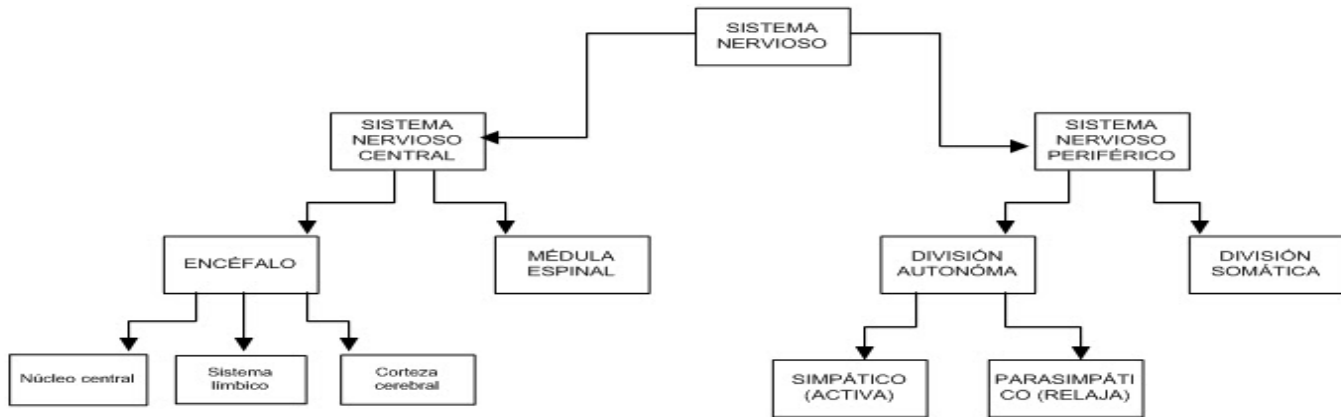 SISTEMA
NERVIOSO
SISTEMA
NERVIOSO
CENTRAL
SISTEMA
NERVIOSO
PERIFÉRICO
ENCÉFALO
MÉDULA
ESPINAL
DIVISIÓN
AUTONÓMA
DIVISIÓN
SOMÁTICA
Núcleo central
Sistema
límbico
Corteza
cerebral
SIMPÁTICO
(ACTIVA)
PARASIMPÁTI
CO (RELAJA)